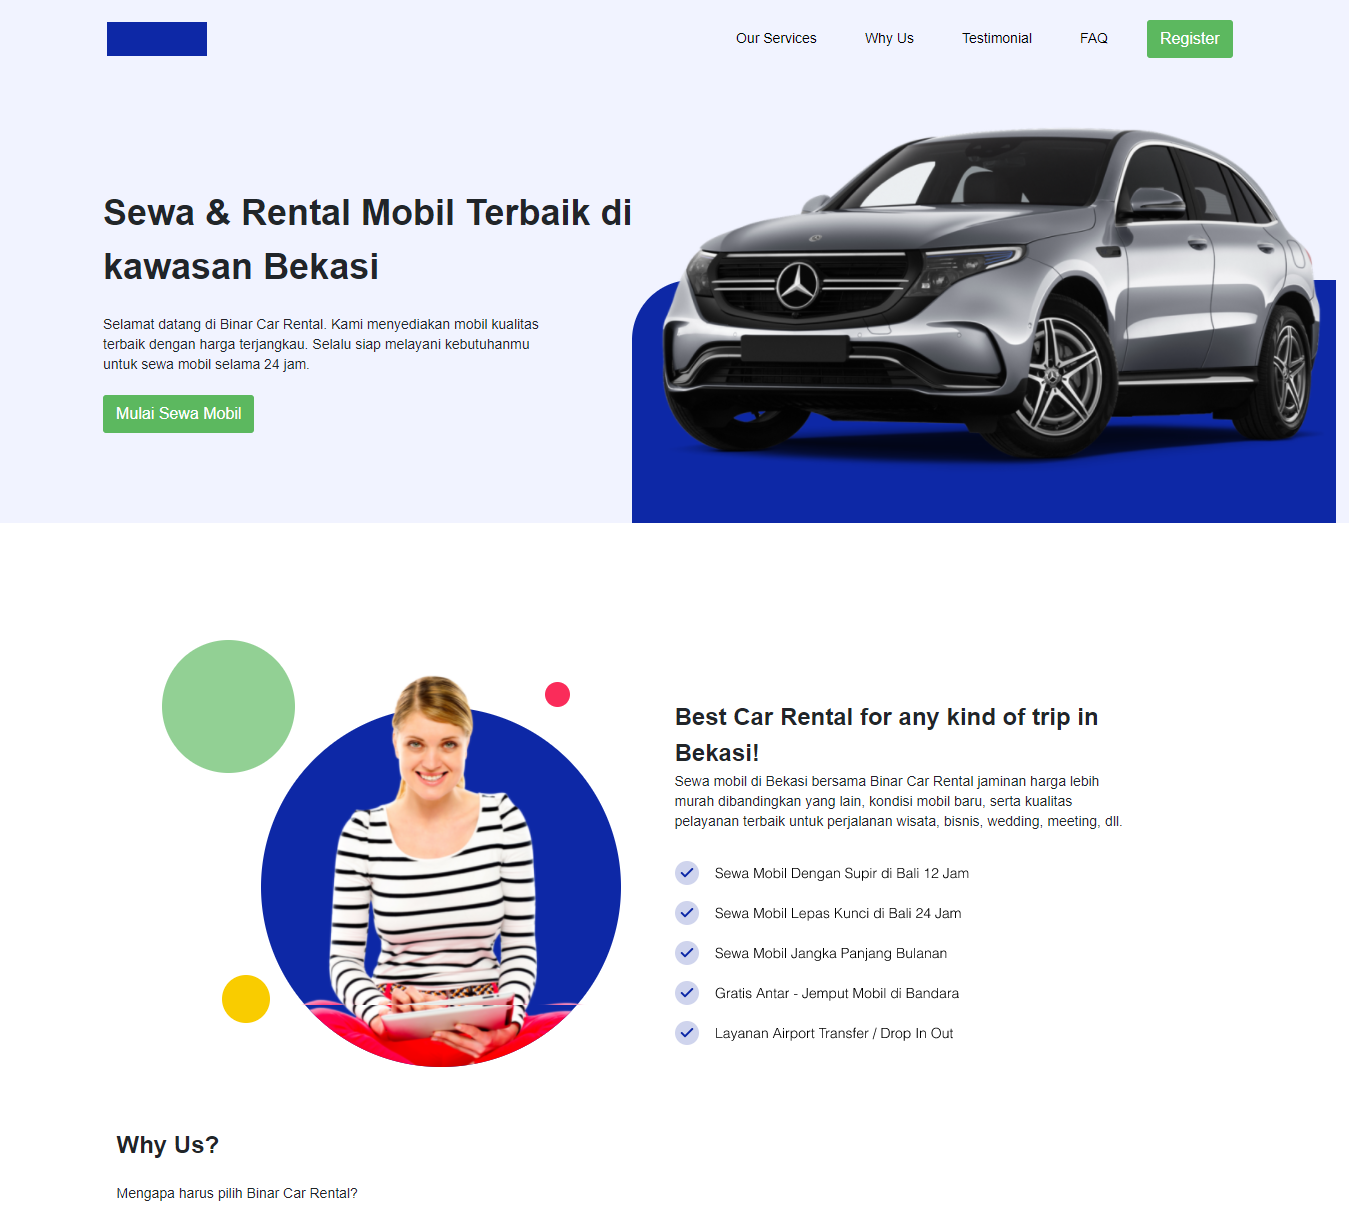 Our Services
Why Us
Testimonial
FAQ
Register
Sewa & Rental Mobil Terbaik di
kawasan Bekasi
Selamat datang di Binar Car Rental. Kami menyediakan mobil kualitas
terbaik dengan harga terjangkau. Selalu siap melayani kebutuhanmu
untuk sewa mobil selama 24 jam.
Mulai Sewa Mobil
Best Car Rental for any kind of trip in
Bekasi!
Sewa mobil di Bekasi bersama Binar Car Rental jaminan harga lebih
murah dibandingkan yang lain, kondisi mobil baru, serta kualitas
pelayanan terbaik untuk perjalanan wisata, bisnis, wedding, meeting, dll.
Sewa Mobil Dengan Supir di Bali 12 Jam
Sewa Mobil Lepas Kunci di Bali 24 Jam
Sewa Mobil Jangka Panjang Bulanan
Gratis Antar - Jemput Mobil di Bandara
Layanan Airport Transfer / Drop In Out
Why Us?
Mengapa harus pilih Binar Car Rental?